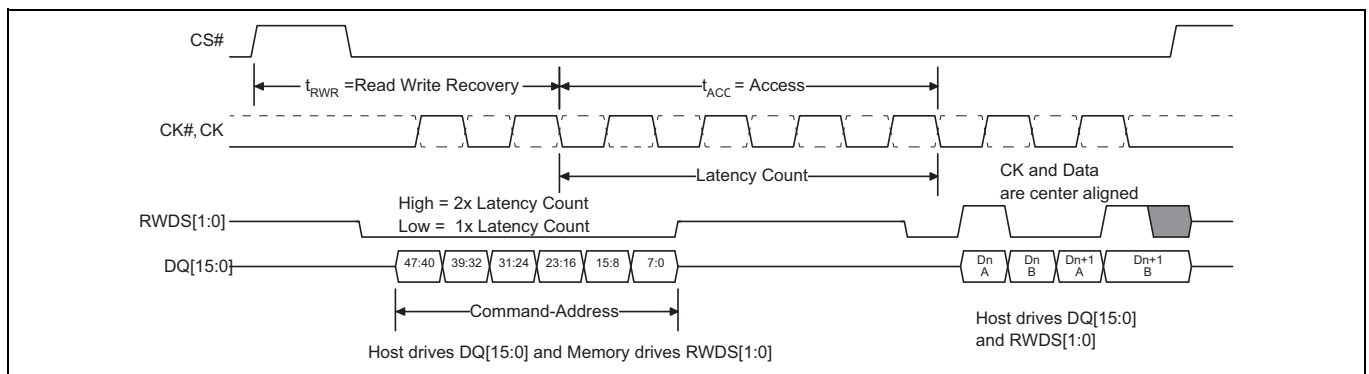 CS#
tRWR =Read Write Recovery
tACC = Access
CK#, CK
Latency Count
CK and Data
are center aligned
High = 2x Latency Count
Low = 1x Latency Count
RWDS[1:0]
DQ[15:0]
47:40 39:32 31:24 23:16 15:8 7:0
Dn
A
Dn
B
Dn+1
A
Dn+1
B
Command-Address
Host drives DQ[15:0]
and RWDS[1:0]
Host drives DQ[15:0] and Memory drives RWDS[1:0]